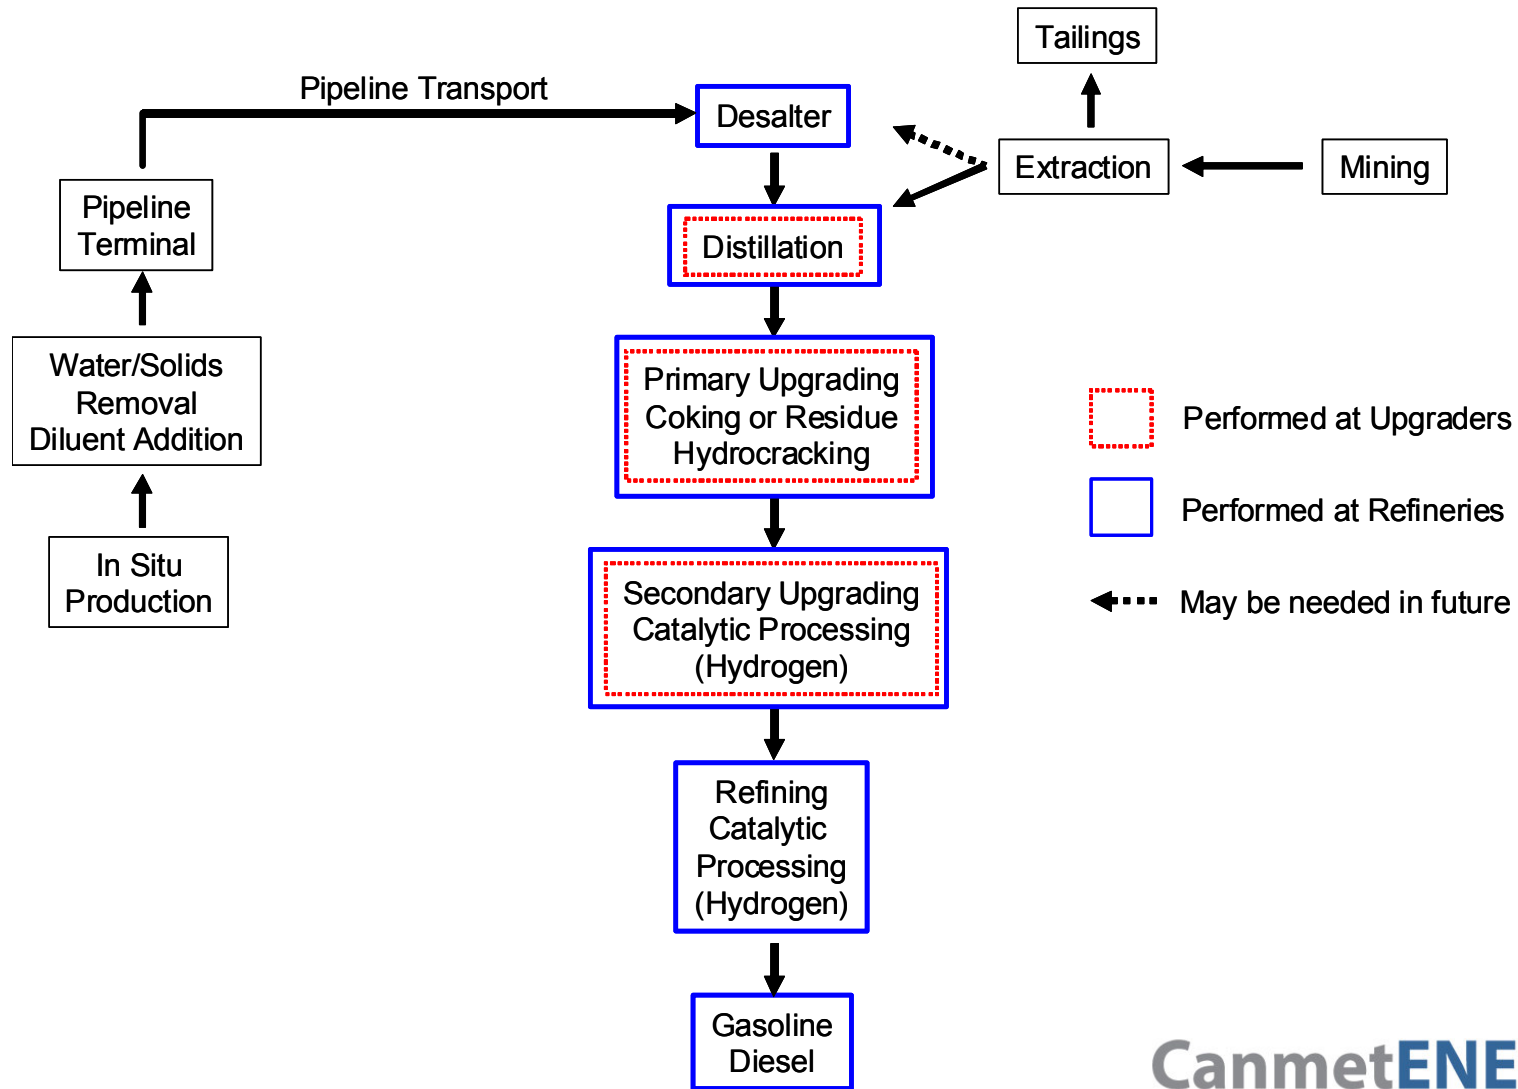 Tailings
Pipeline Transport
Desalter
Extraction
Mining
Pipeline
Terminal
Distillation
Water/Solids
Removal
Diluent Addition
Primary Upgrading
Coking or Residue
Hydrocracking
Performed at Upgraders
Performed at Refineries
In Situ
Production
Secondary Upgrading
Catalytic Processing
(Hydrogen)
May be needed in future
Refining
Catalytic
Processing
(Hydrogen)
Gasoline
Diesel
CanmetENE